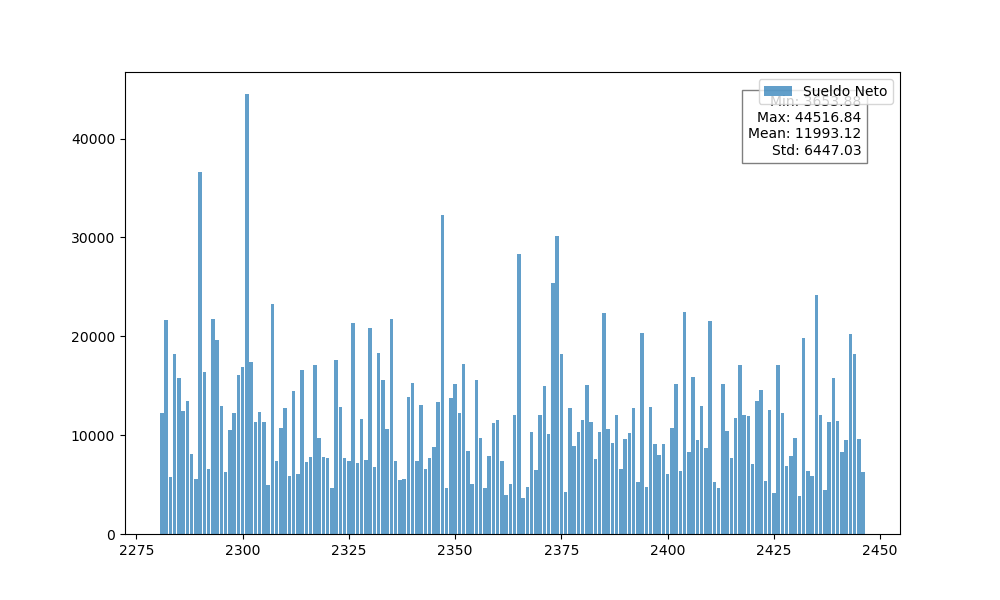 Sueldo Neto
Min: 3653.88
Max: 44516.84
Mean: 11993.12
Std: 6447.03
40000
30000
20000
10000
0
2275 2300 2325 2350 2375 2400 2425 2450